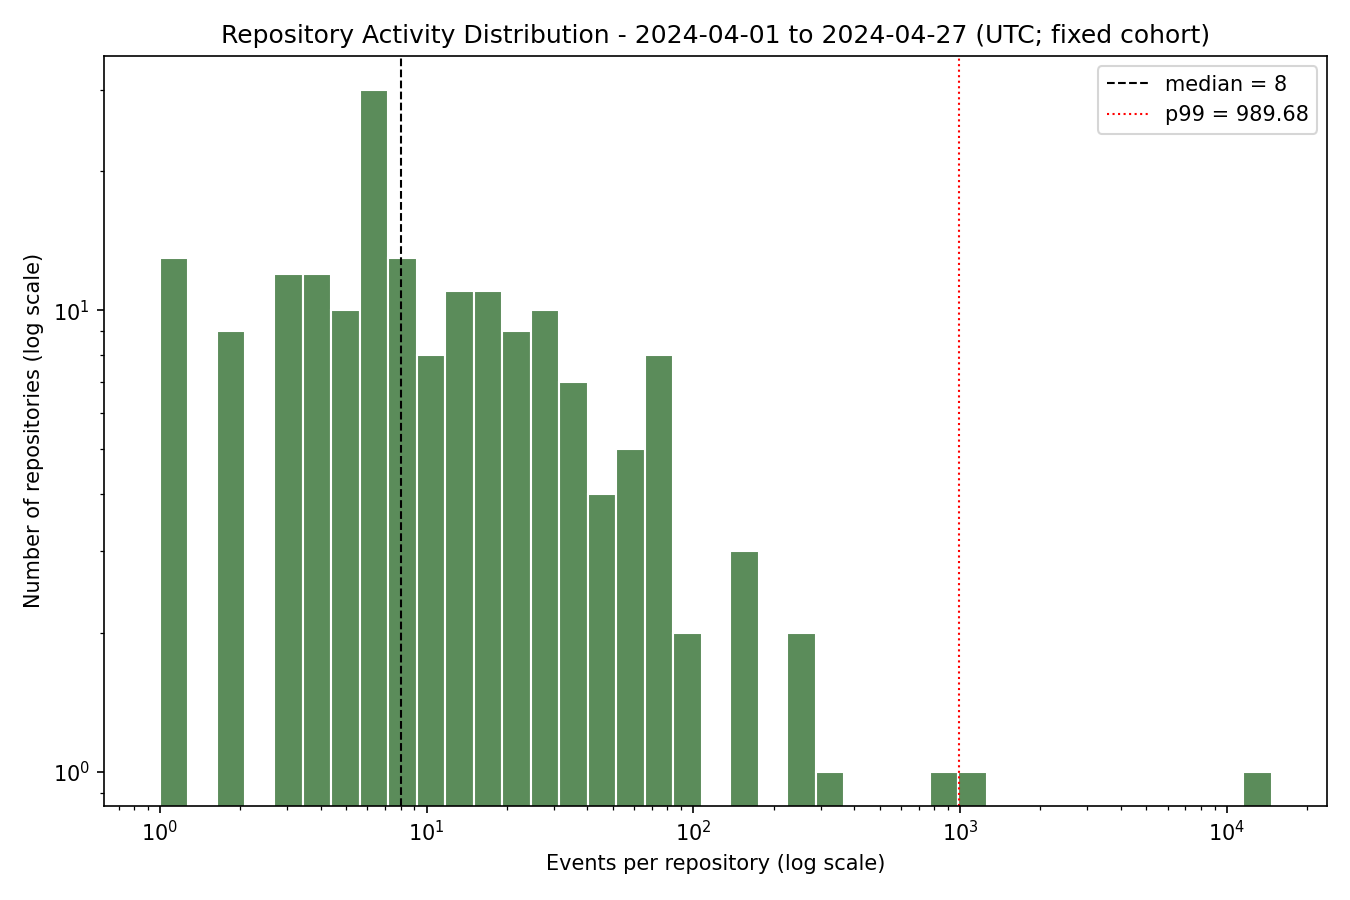 Repository Activity Distribution - 2024-04-01 to 2024-04-27 (UTC; fixed cohort)
median = 8
p99 = 989.68
Number of repositories (log scale)
10¹
10⁰
10⁰ 10¹ 10² 10³ 10⁴
Events per repository (log scale)